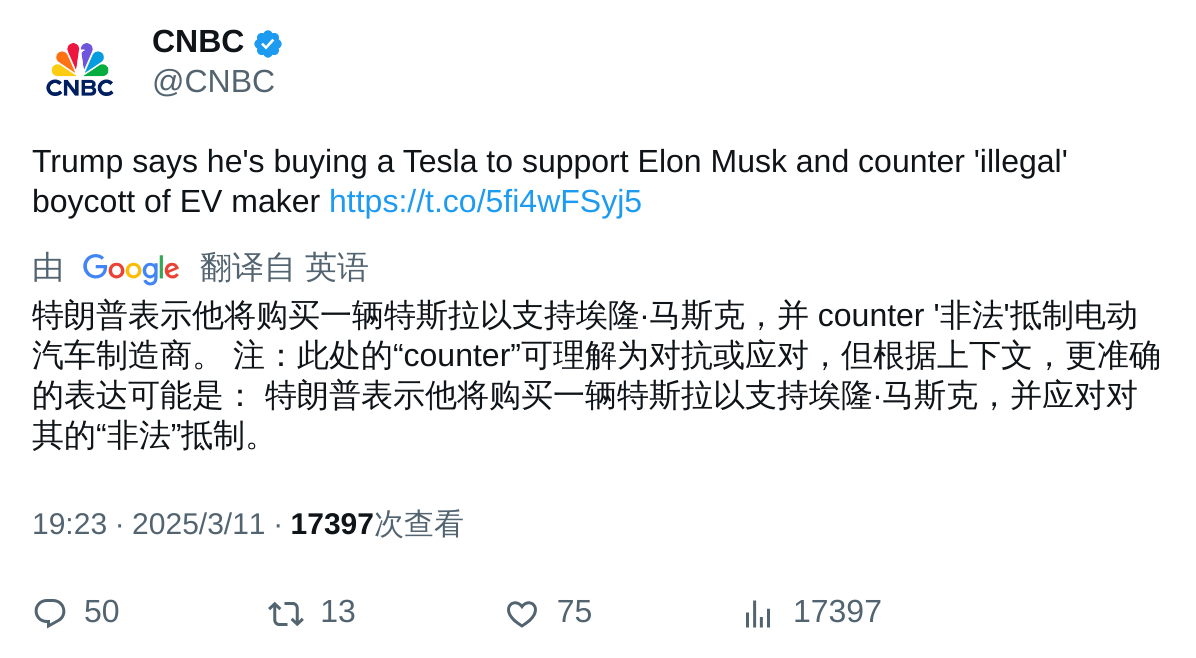 CNBC
CNBC
@CNBC
Trump says he's buying a Tesla to support Elon Musk and counter 'illegal'
boycott of EV maker https://t.co/5fi4wFSyj5
由 Google 翻译自 英语
特朗普表示他将购买一辆特斯拉以支持埃隆·马斯克，并 counter '非法'抵制电动
汽车制造商。 注：此处的“counter”可理解为对抗或应对，但根据上下文，更准确
的表达可能是： 特朗普表示他将购买一辆特斯拉以支持埃隆·马斯克，并应对对
其的“非法”抵制。
19:23 · 2025/3/11 · 17397次查看
50 13 75 17397